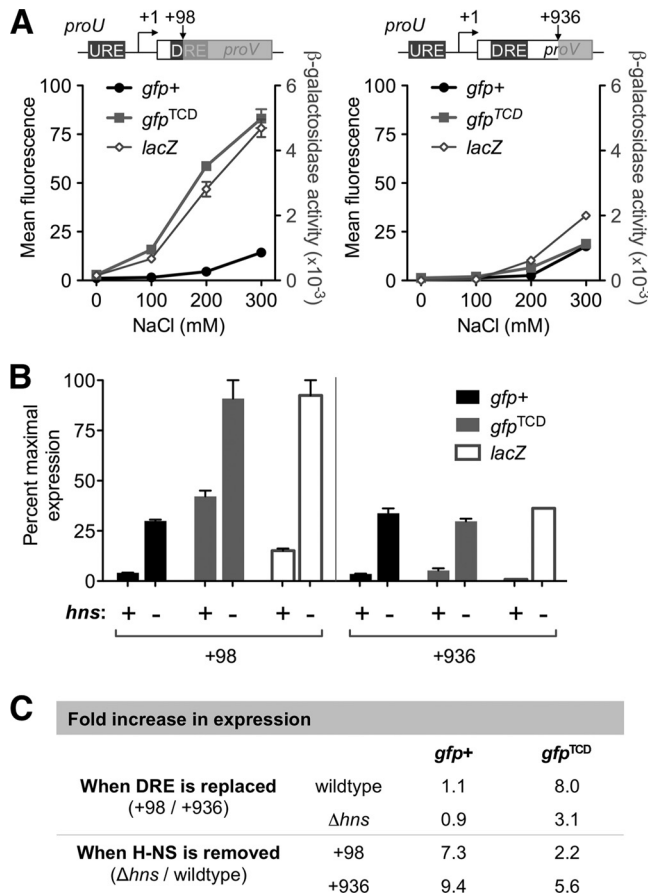 A
proU
+1
+98
URE
DRE
proV
Mean fluorescence
100
75
50
25
0
gfp+
gfpTCD
lacZ
6
4
2
0
β-galactosidase activity (×10-3)
0
100
200
300
NaCl (mM)
proU
+1
+936
URE
DRE
proV
Mean fluorescence
100
75
50
25
0
gfp+
gfpTCD
lacZ
6
4
2
0
β-galactosidase activity (×10-3)
0
100
200
300
NaCl (mM)
B
Percent maximal
expression
100
75
50
25
0
gfp+
gfpTCD
lacZ
hns: + - + - + - + - + - + -
+98
+936
C
Fold increase in expression
gfp+ gfpTCD
When DRE is replaced wildtype 1.1 8.0
(+98 / +936) Δhns 0.9 3.1
When H-NS is removed +98 7.3 2.2
(Δhns / wildtype) +936 9.4 5.6